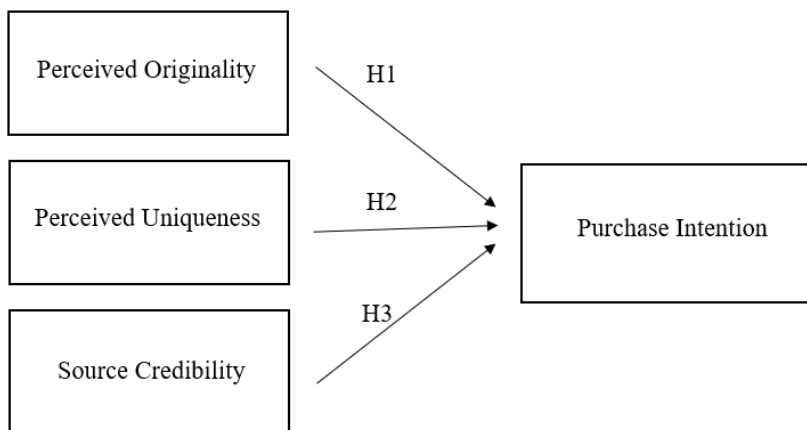 Perceived Originality
H1
Perceived Uniqueness
H2
Purchase Intention
H3
Source Credibility